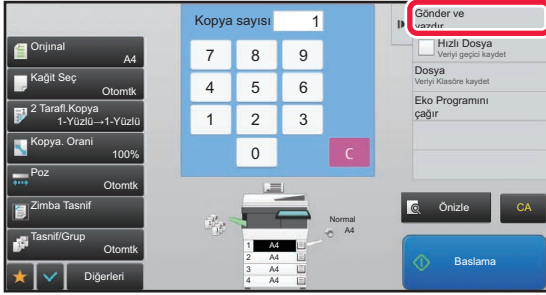 Orijinal
A4
Kağit Seç
Otomtk
2 Tarafl.Kopya
1-Yüzlü→1-Yüzlü
Kopya. Orani
100%
Poz
Otomtk
Zimba Tasnif
Tasnif/Grup
Otomtk
Diğerleri
Kopya sayısı
1
7 8 9
4 5 6
1 2 3
0 C
Normal
A4
1 A4
2 A4
3 A4
4 A4
Gönder ve
yazdır
Hızlı Dosya
Veriyi geçici kaydet
Dosya
Veriyi Klasöre kaydet
Eko Programını
çağır
Önizle
CA
Baslama